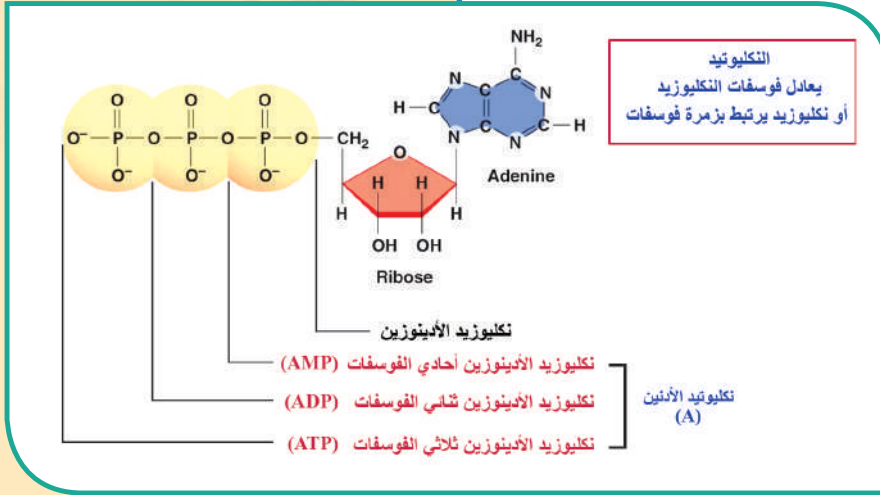 النكليوتيد
يعادل فوسفات النكليوزيد
أو نكليوزيد يرتبط بزمرة فوسفات
NH₂
O O O
O⁻ P O P O P O CH₂
O⁻ O⁻ O⁻
N C N
H C C C H
N C N
Adenine
O
H H
H H
OH OH
Ribose
نكليوزيد الأدينوزين
نكليوزيد الأدينوزين أحادي الفوسفات (AMP)
نكليوزيد الأدينوزين ثنائي الفوسفات (ADP)
نكليوزيد الأدينوزين ثلاثي الفوسفات (ATP)
نكليوتيد الأدنين
(A)